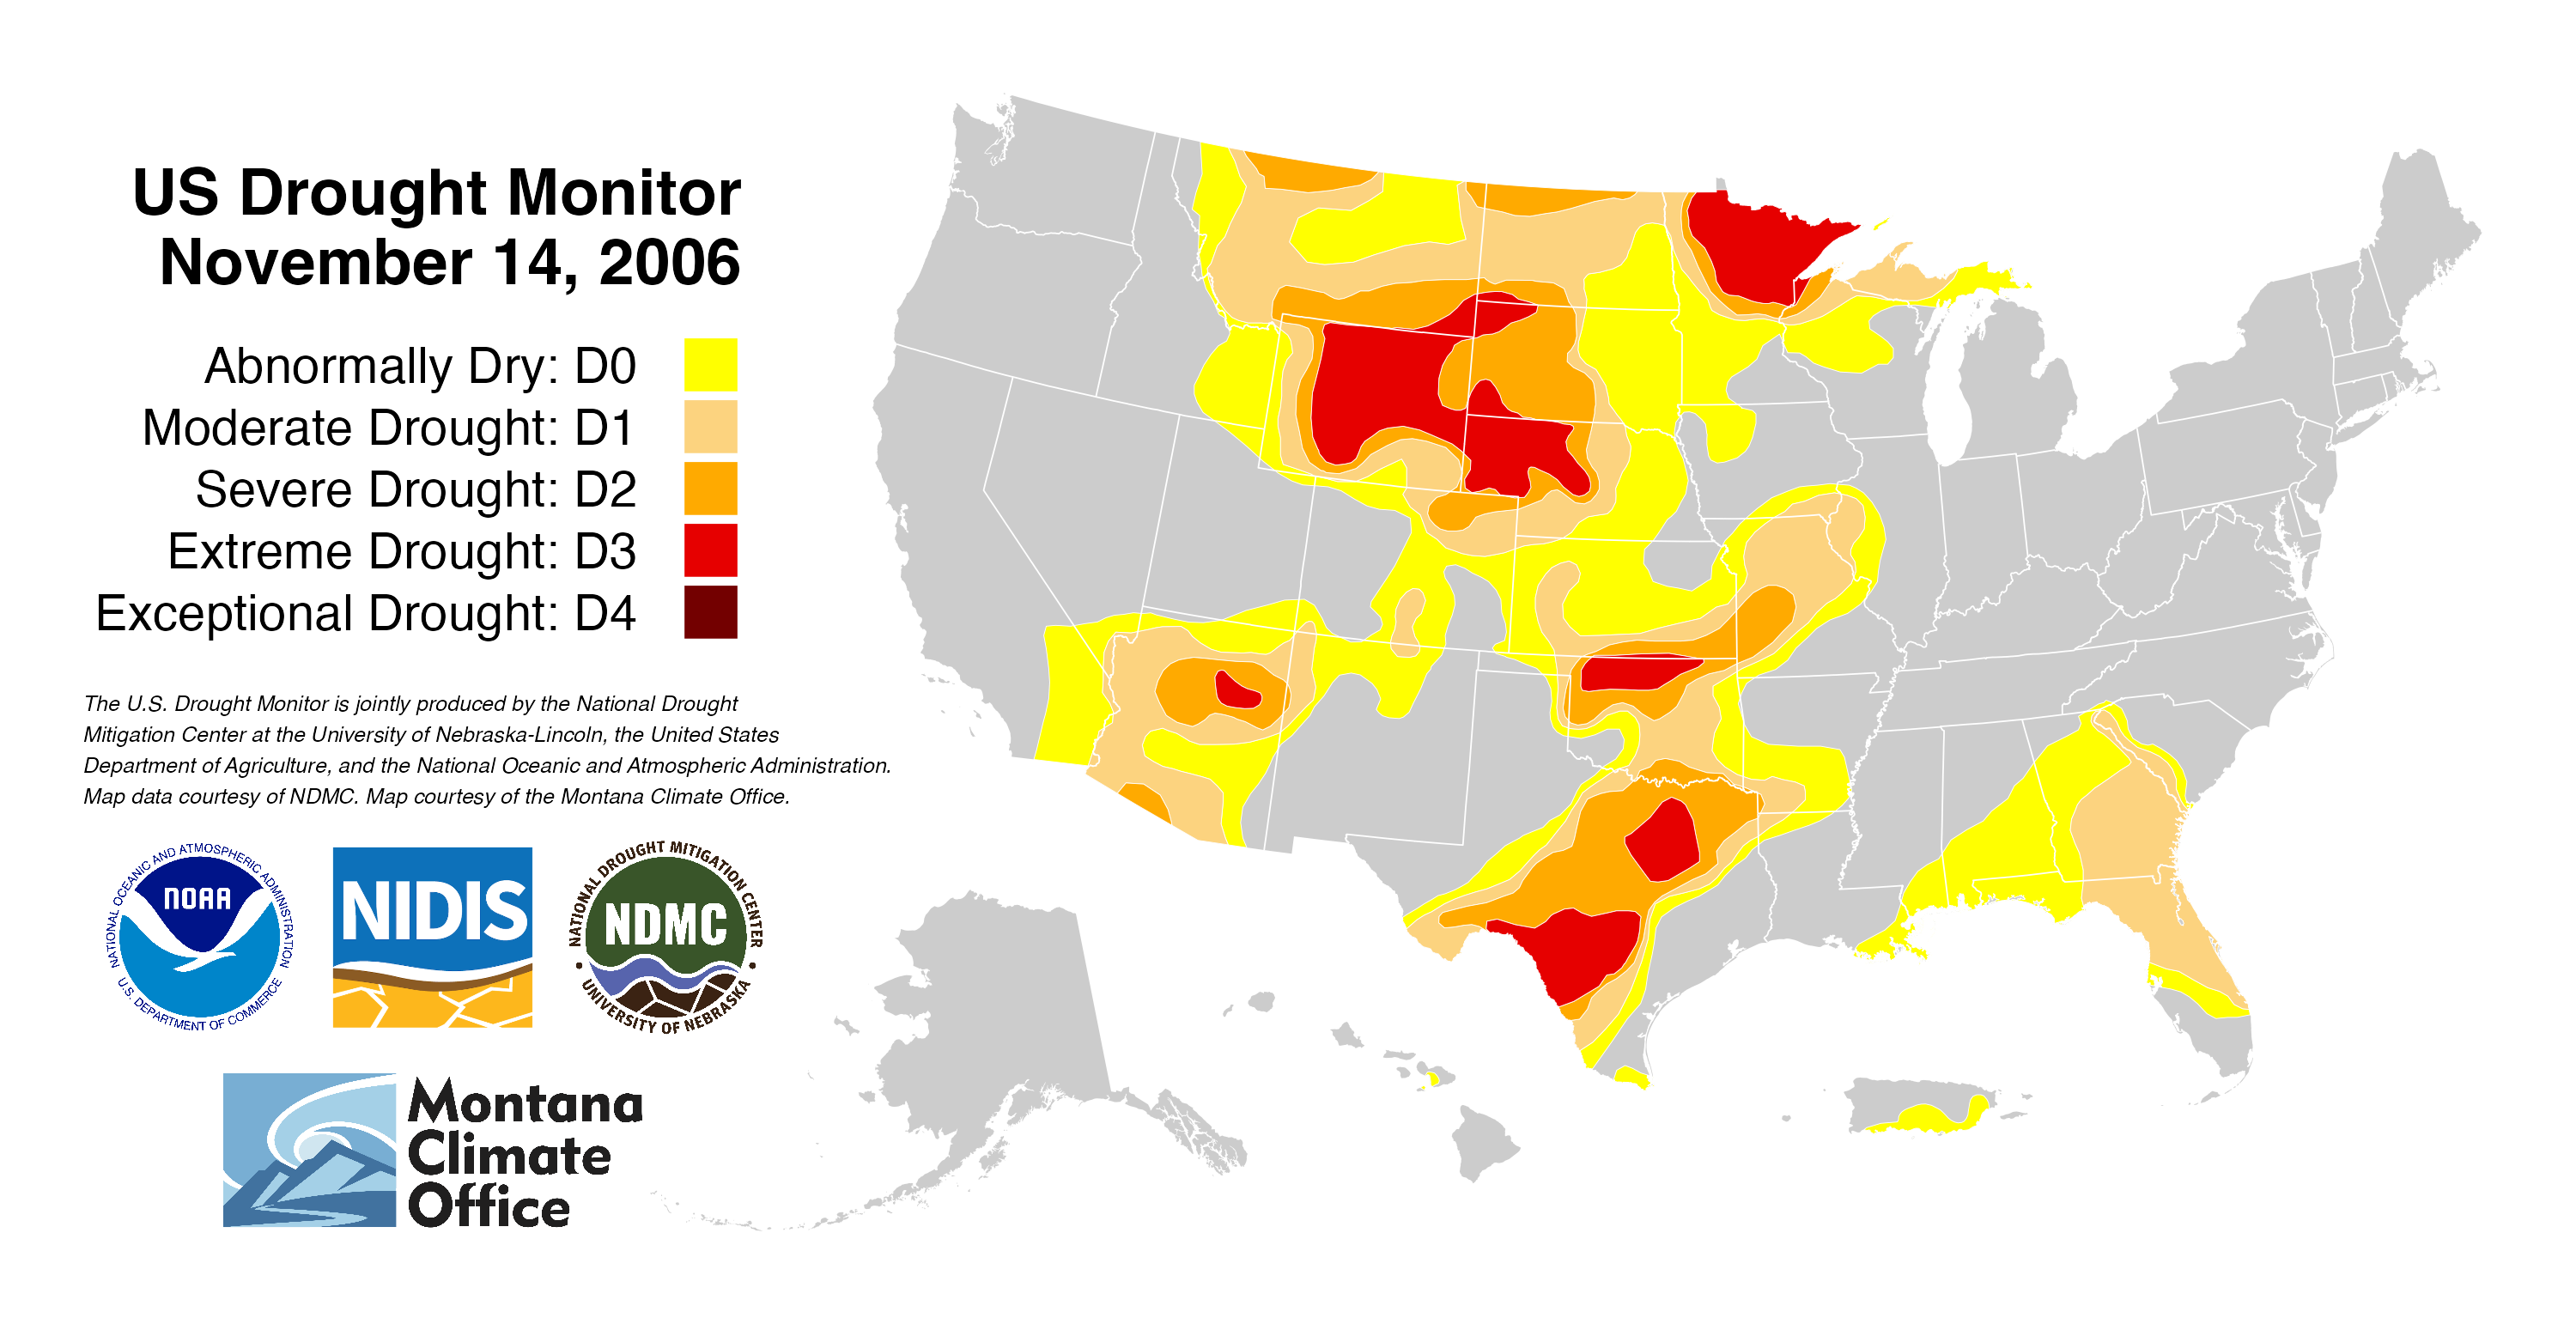 US Drought Monitor
November 14, 2006
Abnormally Dry: D0
Moderate Drought: D1
Severe Drought: D2
Extreme Drought: D3
Exceptional Drought: D4
The U.S. Drought Monitor is jointly produced by the National Drought
Mitigation Center at the University of Nebraska-Lincoln, the United States
Department of Agriculture, and the National Oceanic and Atmospheric Administration.
Map data courtesy of NDMC. Map courtesy of the Montana Climate Office.
NATIONAL OCEANIC AND ATMOSPHERIC ADMINISTRATION
NOAA
U.S. DEPARTMENT OF COMMERCE
NIDIS
NATIONAL DROUGHT MITIGATION CENTER
NDMC
UNIVERSITY OF NEBRASKA
Montana
Climate
Office